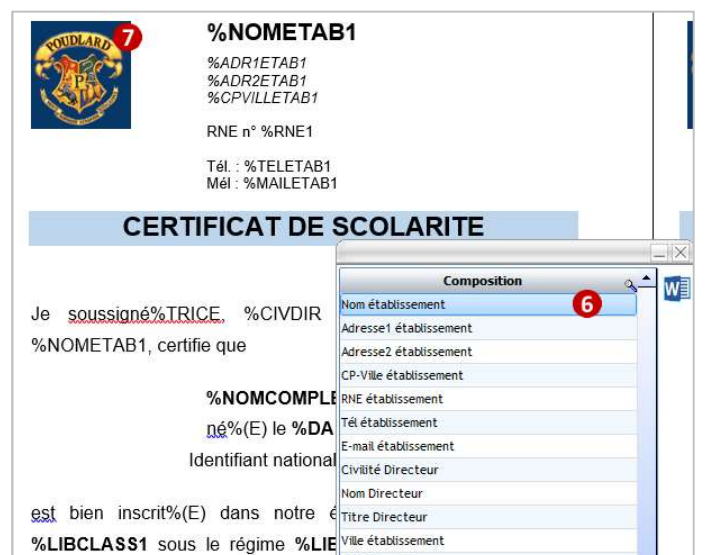 POUDLARD
P
7
%NOMETAB1
%ADR1ETAB1
%ADR2ETAB1
%CPVILLETAB1
RNE n° %RNE1
Tél. : %TELETAB1
Mél : %MAILETAB1
CERTIFICAT DE SCOLARITE
Je soussigné%TRICE, %CIVDIR
%NOMETAB1, certifie que
%NOMCOMPLE
né%(E) le %DA
Identifiant national
est bien inscrit%(E) dans notre é
%LIBCLASS1 sous le régime %LIE
Composition
Nom établissement
6
Adresse1 établissement
Adresse2 établissement
CP-Ville établissement
RNE établissement
Tél établissement
E-mail établissement
Civilité Directeur
Nom Directeur
Titre Directeur
Ville établissement
W